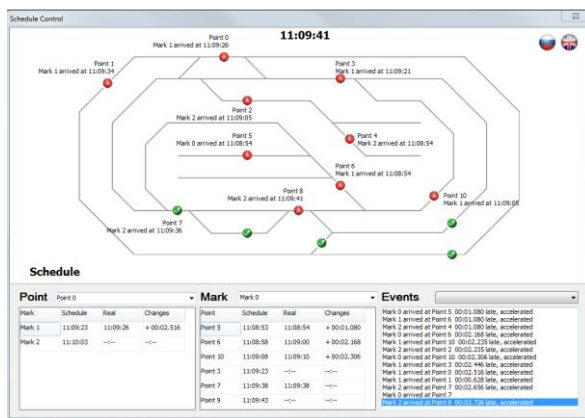 Schedule Control
11:09:41
Point 0
Mark 1 arrived at 11:09:26
Point 1
Mark 1 arrived at 11:09:34
Point 3
Mark 1 arrived at 11:09:21
Point 2
Mark 2 arrived at 11:09:05
Point 5
Mark 0 arrived at 11:08:54
Point 4
Mark 2 arrived at 11:08:54
Point 6
Mark 1 arrived at 11:08:54
Point 8
Mark 2 arrived at 11:09:41
Point 10
Mark 1 arrived at 11:09:05
Point 7
Mark 2 arrived at 11:09:36
Schedule
Point Point 0
Mark Schedule Real Changes
Mark 1 11:09:23 11:09:26 + 00:02.516
Mark 2 11:10:03 --:--
Mark Mark 0
Point Schedule Real Changes
Point 5 11:08:53 11:08:54 + 00:01.080
Point 6 11:08:58 11:09:00 + 00:02.168
Point 10 11:09:08 11:09:10 + 00:02.306
Point 3 11:09:23 --:-- --:--
Point 7 11:09:38 11:09:38 --:--
Point 9 11:09:43 --:-- --:--
Events
Mark 0 arrived at Point 5 00:01.080 late, accelerated
Mark 1 arrived at Point 6 00:01.080 late, accelerated
Mark 2 arrived at Point 4 00:01.080 late, accelerated
Mark 0 arrived at Point 6 00:02.168 late, accelerated
Mark 1 arrived at Point 10 00:02.235 late, accelerated
Mark 2 arrived at Point 2 00:02.235 late, accelerated
Mark 0 arrived at Point 10 00:02.306 late, accelerated
Mark 1 arrived at Point 3 00:02.446 late, accelerated
Mark 1 arrived at Point 0 00:02.516 late, accelerated
Mark 1 arrived at Point 1 00:00.628 late, accelerated
Mark 2 arrived at Point 7 00:02.656 late, accelerated
Mark 0 arrived at Point 7
Mark 2 arrived at Point 8 00:02.726 late, accelerated